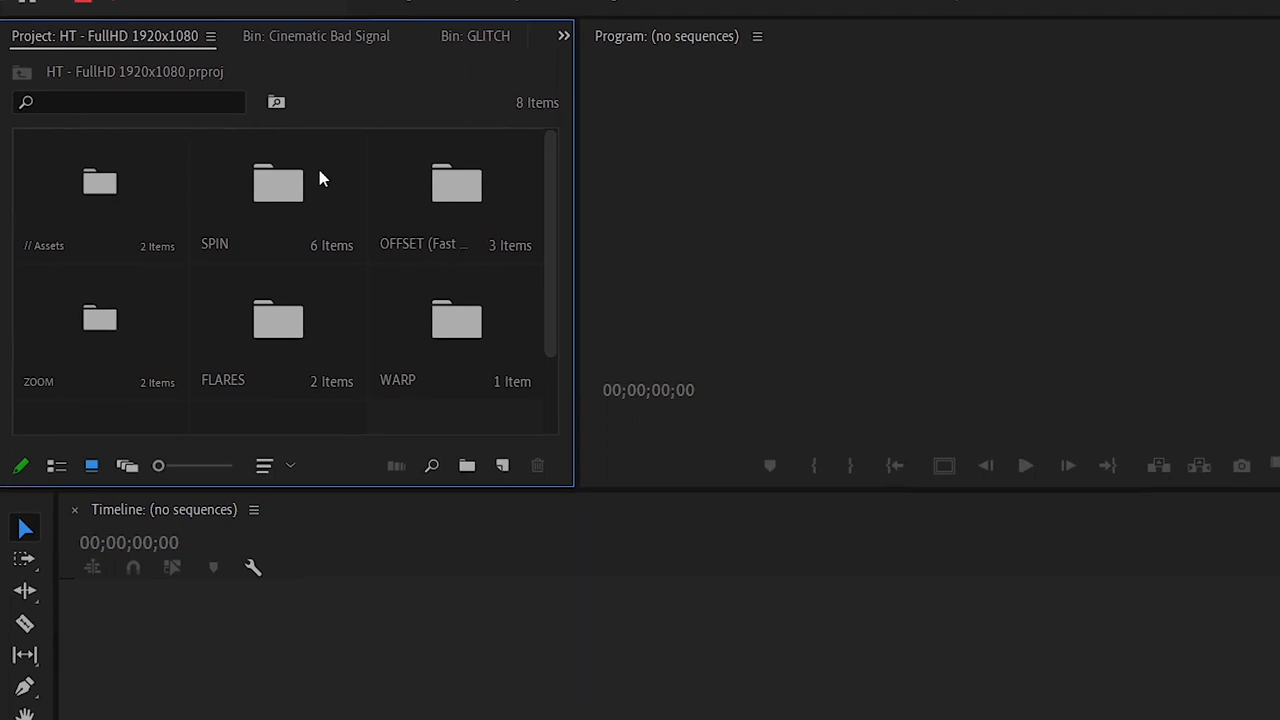 Project: HT - FullHD 1920x1080
Bin: Cinematic Bad Signal
Bin: GLITCH
Program: (no sequences)
HT - FullHD 1920x1080.prproj
8 Items
// Assets 2 Items
SPIN 6 Items
OFFSET (Fast ... 3 Items
ZOOM 2 Items
FLARES 2 Items
WARP 1 Item
00;00;00;00
Timeline: (no sequences)
00;00;00;00